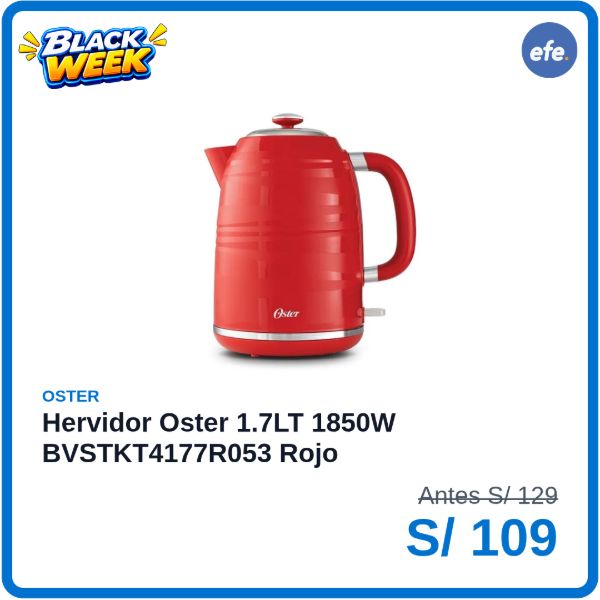 BLACK
WEEK
efe.
Oster
OSTER
Hervidor Oster 1.7LT 1850W
BVSTKT4177R053 Rojo
Antes S/ 129
S/ 109